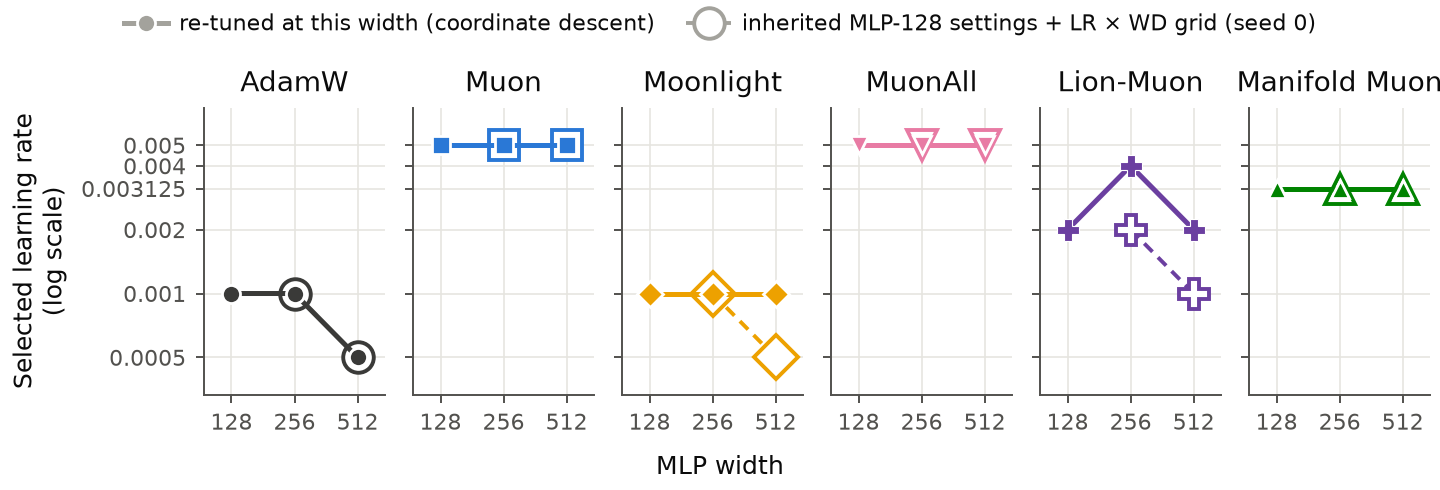 re-tuned at this width (coordinate descent)
inherited MLP-128 settings + LR × WD grid (seed 0)
AdamW
Muon
Moonlight
MuonAll
Lion-Muon
Manifold Muon
Selected learning rate
(log scale)
0.005
0.004
0.003125
0.002
0.001
0.0005
128 256 512
128 256 512
128 256 512
128 256 512
128 256 512
128 256 512
MLP width